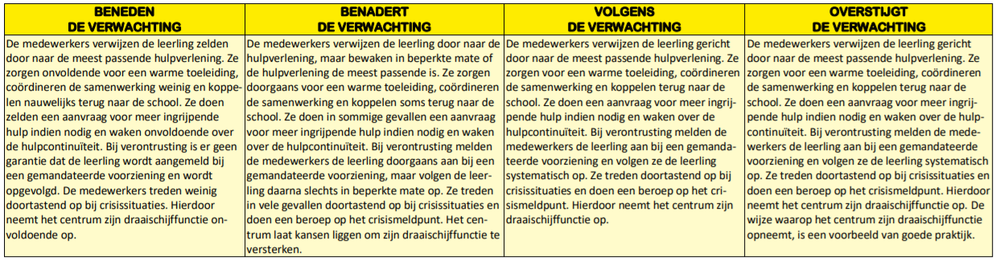 BENEDEN
DE VERWACHTING
De medewerkers verwijzen de leerling zelden
door naar de meest passende hulpverlening. Ze
zorgen onvoldende voor een warme toeleiding,
coördineren de samenwerking weinig en koppe-
len nauwelijks terug naar de school. Ze doen
zelden een aanvraag voor meer ingrijpende
hulp indien nodig en waken onvoldoende over
de hulpcontinuïteit. Bij verontrusting is er geen
garantie dat de leerling wordt aangemeld bij
een gemandateerde voorziening en wordt
opgevolgd. De medewerkers treden weinig
doortastend op bij crisissituaties. Hierdoor
neemt het centrum zijn draaischijffunctie on-
voldoende op.
BENADERT
DE VERWACHTING
De medewerkers verwijzen de leerling door naar de
hulpverlening, maar bewaken in beperkte mate of
de hulpverlening de meest passende is. Ze zorgen
doorgaans voor een warme toeleiding, coördineren
de samenwerking en koppelen soms terug naar de
school. Ze doen in sommige gevallen een aanvraag
voor meer ingrijpende hulp indien nodig en waken
over de hulpcontinuïteit. Bij verontrusting melden
de medewerkers de leerling doorgaans aan bij een
gemandateerde voorziening, maar volgen de leer-
ling daarna slechts in beperkte mate op. Ze treden
in vele gevallen doortastend op bij crisissituaties en
doen een beroep op het crisismeldpunt. Het cen-
trum laat kansen liggen om zijn draaischijffunctie te
versterken.
VOLGENS
DE VERWACHTING
De medewerkers verwijzen de leerling gericht
door naar de meest passende hulpverlening. Ze
zorgen voor een warme toeleiding, coördineren
de samenwerking en koppelen terug naar de
school. Ze doen een aanvraag voor meer ingrij-
pende hulp indien nodig en waken over de
hulpcontinuïteit. Bij verontrusting melden de
medewerkers de leerling aan bij een gemanda-
teerde voorziening en volgen ze de leerling
systematisch op. Ze treden doortastend op bij
crisissituaties en doen een beroep op het cri-
sismeldpunt. Hierdoor neemt het centrum zijn
draaischijffunctie op.
OVERSTIJGT
DE VERWACHTING
De medewerkers verwijzen de leerling gericht
door naar de meest passende hulpverlening. Ze
zorgen voor een warme toeleiding, coördineren
de samenwerking en koppelen terug naar de
school. Ze doen een aanvraag voor meer ingrij-
pende hulp indien nodig en waken over de hulp-
continuïteit. Bij verontrusting melden de mede-
werkers de leerling aan bij een gemandateerde
voorziening en volgen ze de leerling systematisch
op. Ze treden doortastend op bij crisissituaties en
doen een beroep op het crisismeldpunt. Hierdoor
neemt het centrum zijn draaischijffunctie op. De
wijze waarop het centrum zijn draaischijffunctie
opneemt, is een voorbeeld van goede praktijk.